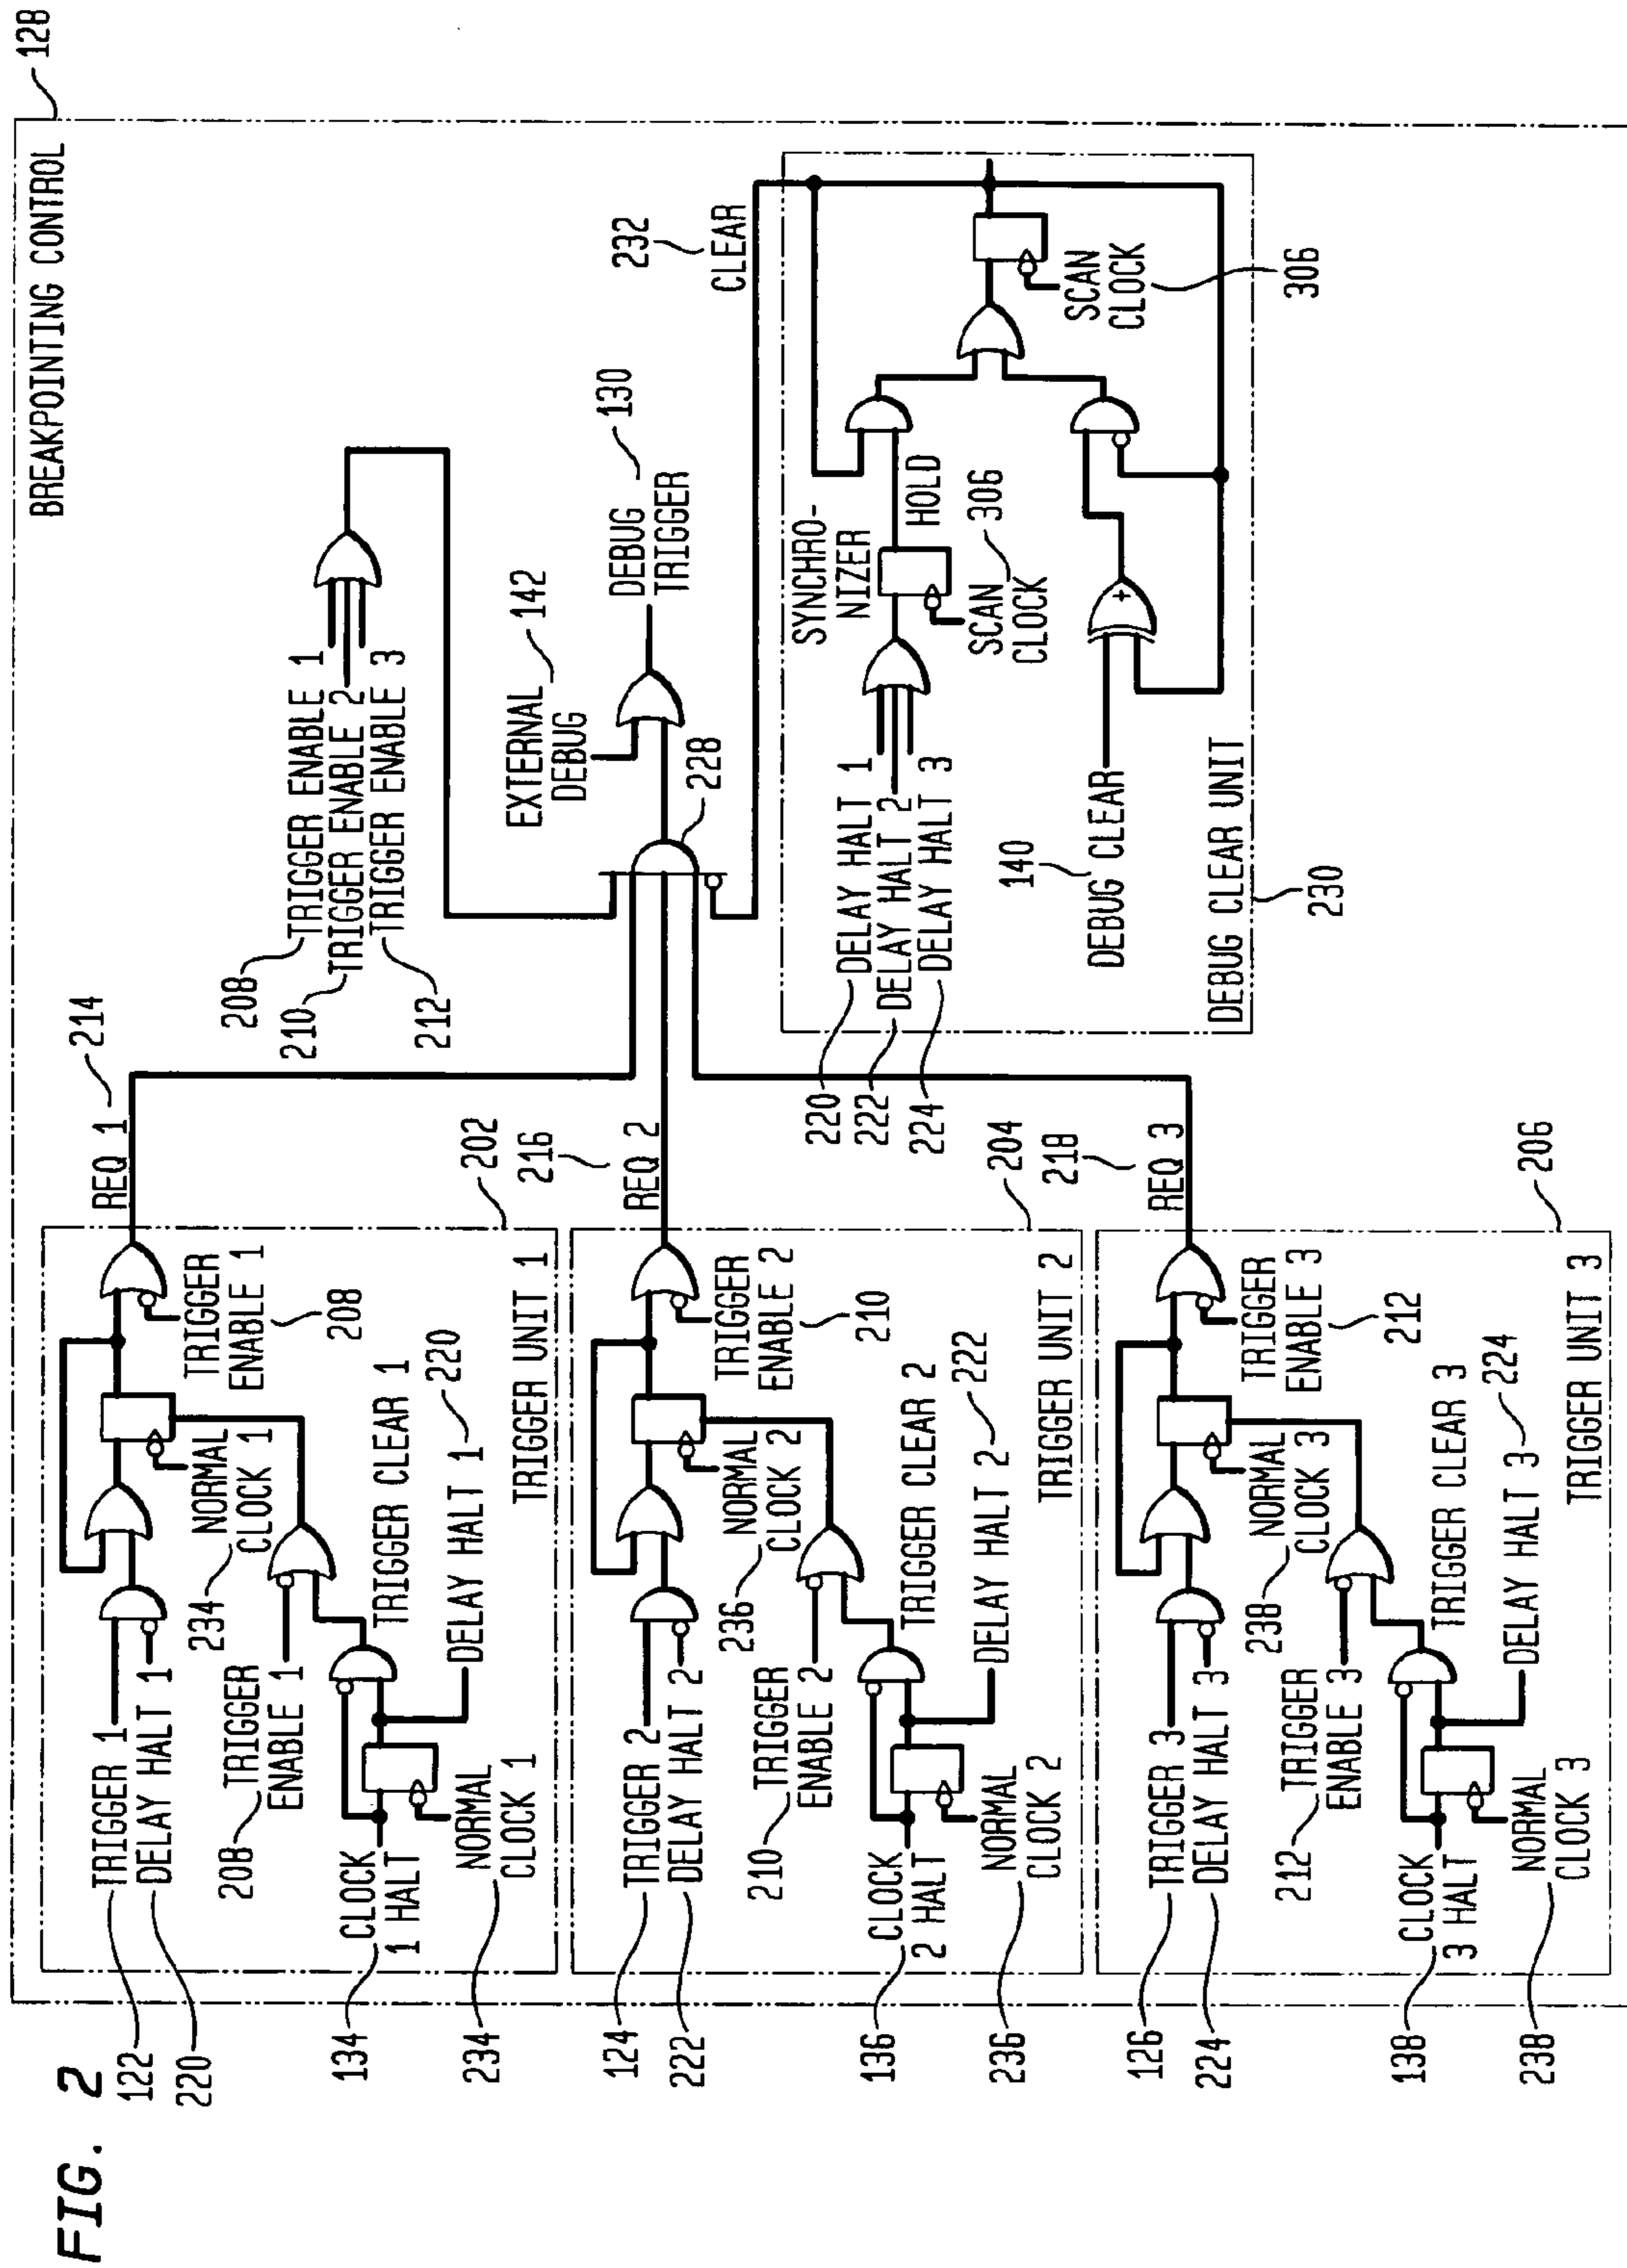 FIG. 2
BREAKPOINTING CONTROL
128
122
TRIGGER 1
220
DELAY HALT 1
234
NORMAL
CLOCK 1
208
TRIGGER
ENABLE 1
134
CLOCK
1 HALT
234
NORMAL
CLOCK 1
TRIGGER
ENABLE 1
208
TRIGGER CLEAR 1
DELAY HALT 1
220
TRIGGER UNIT 1
REQ 1
214
202
124
TRIGGER 2
222
DELAY HALT 2
236
NORMAL
CLOCK 2
210
TRIGGER
ENABLE 2
136
CLOCK
2 HALT
236
NORMAL
CLOCK 2
TRIGGER
ENABLE 2
210
TRIGGER CLEAR 2
DELAY HALT 2
222
TRIGGER UNIT 2
REQ 2
216
204
126
TRIGGER 3
224
DELAY HALT 3
238
NORMAL
CLOCK 3
212
TRIGGER
ENABLE 3
138
CLOCK
3 HALT
238
NORMAL
CLOCK 3
TRIGGER
ENABLE 3
212
TRIGGER CLEAR 3
DELAY HALT 3
224
TRIGGER UNIT 3
REQ 3
218
206
208
TRIGGER ENABLE 1
210
TRIGGER ENABLE 2
212
TRIGGER ENABLE 3
EXTERNAL
DEBUG
142
DEBUG
TRIGGER
130
228
232
CLEAR
SYNCHRO-
NIZER
HOLD
220
DELAY HALT 1
222
DELAY HALT 2
224
DELAY HALT 3
SCAN
CLOCK
306
SCAN
CLOCK
306
140
DEBUG CLEAR
+
DEBUG CLEAR UNIT
230